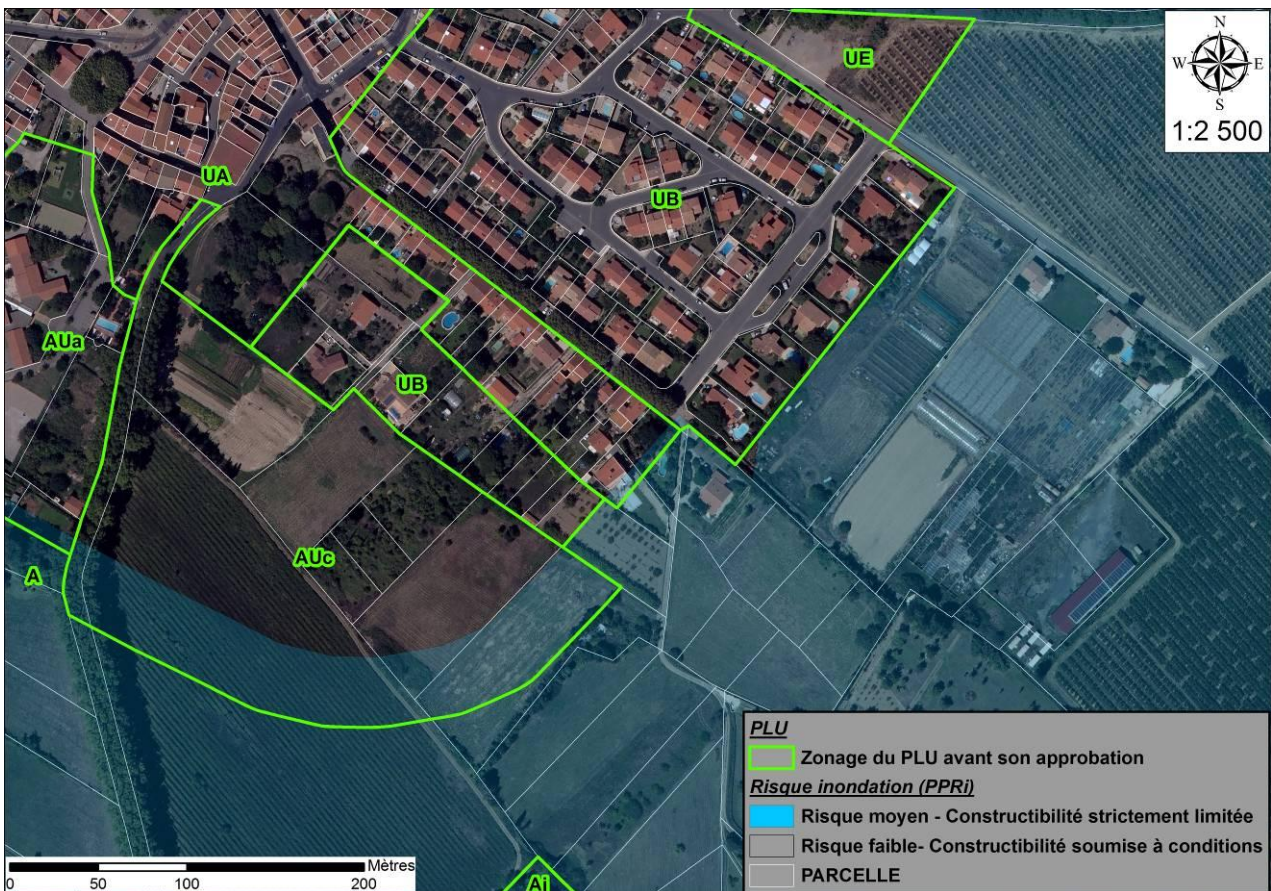 N
W E
S
1:2 500
UE
UA
UB
AUa
UB
AUc
A
Ai
PLU
Zonage du PLU avant son approbation
Risque inondation (PPRi)
Risque moyen - Constructibilité strictement limitée
Risque faible- Constructibilité soumise à conditions
PARCELLE
Mètres
0 50 100 200